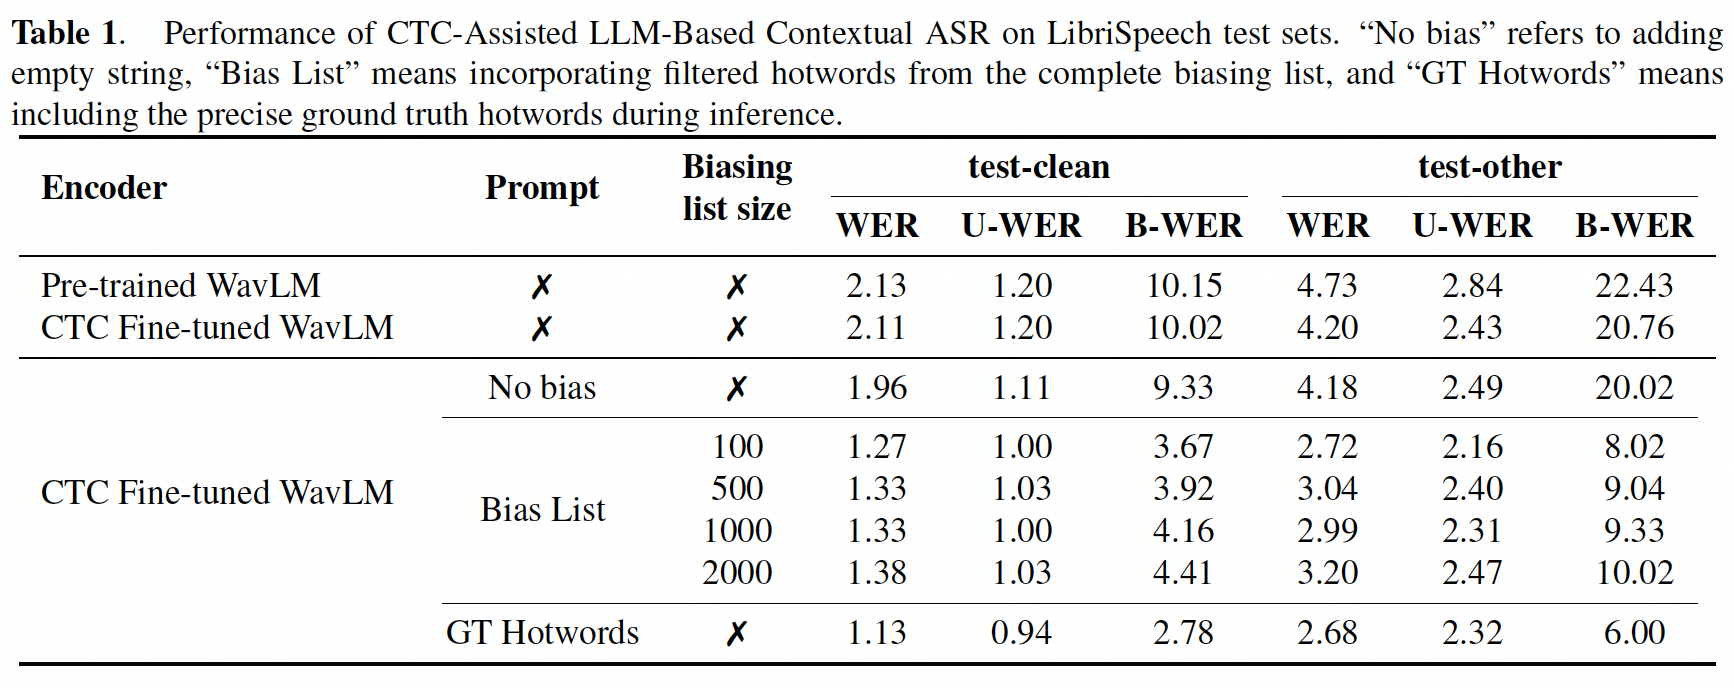 Table 1. Performance of CTC-Assisted LLM-Based Contextual ASR on LibriSpeech test sets. “No bias” refers to adding
empty string, “Bias List” means incorporating filtered hotwords from the complete biasing list, and “GT Hotwords” means
including the precise ground truth hotwords during inference.
Encoder Prompt Biasing list size test-clean test-other
WER U-WER B-WER WER U-WER B-WER
Pre-trained WavLM ✗ ✗ 2.13 1.20 10.15 4.73 2.84 22.43
CTC Fine-tuned WavLM ✗ ✗ 2.11 1.20 10.02 4.20 2.43 20.76
No bias ✗ 1.96 1.11 9.33 4.18 2.49 20.02
100 1.27 1.00 3.67 2.72 2.16 8.02
CTC Fine-tuned WavLM 500 1.33 1.03 3.92 3.04 2.40 9.04
Bias List
1000 1.33 1.00 4.16 2.99 2.31 9.33
2000 1.38 1.03 4.41 3.20 2.47 10.02
GT Hotwords ✗ 1.13 0.94 2.78 2.68 2.32 6.00